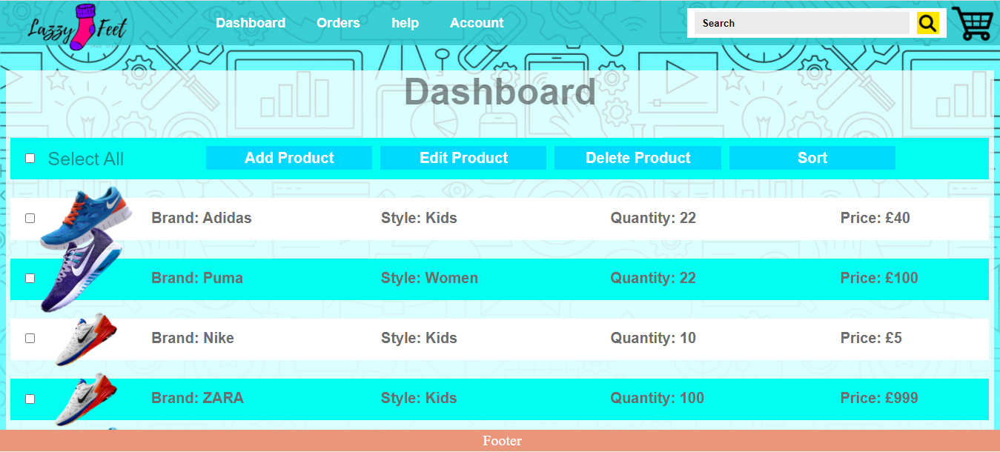 Lazzy Feet
Dashboard Orders help Account
Search
Dashboard
Select All Add Product Edit Product Delete Product Sort
Brand: Adidas Style: Kids Quantity: 22 Price: £40
Brand: Puma Style: Women Quantity: 22 Price: £100
Brand: Nike Style: Kids Quantity: 10 Price: £5
Brand: ZARA Style: Kids Quantity: 100 Price: £999
Footer